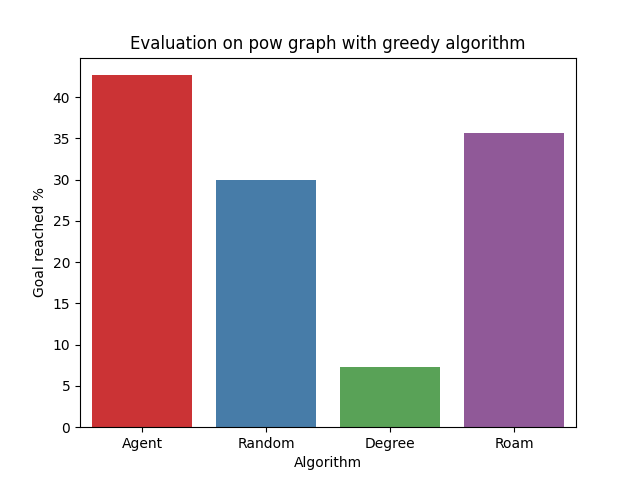 Evaluation on pow graph with greedy algorithm
Goal reached %
40
35
30
25
20
15
10
5
0
Agent Random Degree Roam
Algorithm